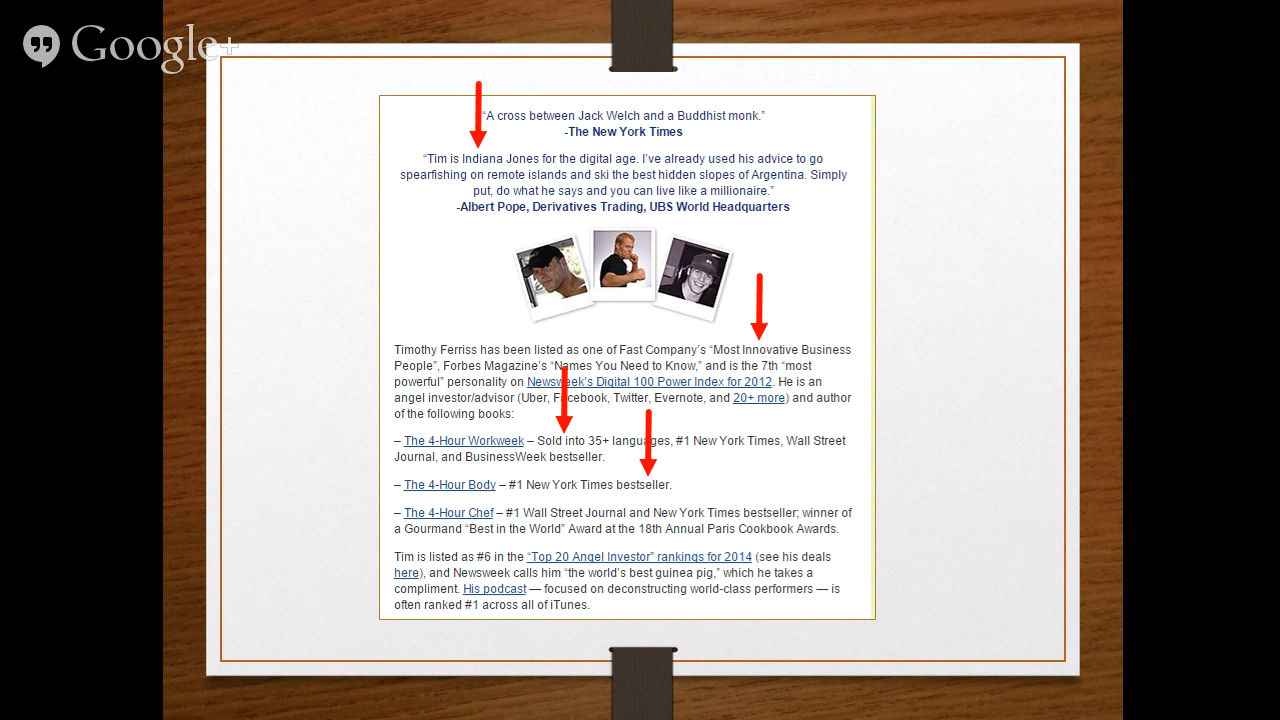 Google+
“A cross between Jack Welch and a Buddhist monk.”
-The New York Times
“Tim is Indiana Jones for the digital age. I’ve already used his advice to go
spearfishing on remote islands and ski the best hidden slopes of Argentina. Simply
put, do what he says and you can live like a millionaire.”
-Albert Pope, Derivatives Trading, UBS World Headquarters
Timothy Ferriss has been listed as one of Fast Company’s “Most Innovative Business
People”, Forbes Magazine’s “Names You Need to Know,” and is the 7th “most
powerful” personality on Newsweek’s Digital 100 Power Index for 2012. He is an
angel investor/advisor (Uber, Facebook, Twitter, Evernote, and 20+ more) and author
of the following books:
– The 4-Hour Workweek – Sold into 35+ languages, #1 New York Times, Wall Street
Journal, and BusinessWeek bestseller.
– The 4-Hour Body – #1 New York Times bestseller.
– The 4-Hour Chef – #1 Wall Street Journal and New York Times bestseller; winner of
a Gourmand “Best in the World” Award at the 18th Annual Paris Cookbook Awards.
Tim is listed as #6 in the “Top 20 Angel Investor” rankings for 2014 (see his deals
here), and Newsweek calls him “the world’s best guinea pig,” which he takes a
compliment. His podcast — focused on deconstructing world-class performers — is
often ranked #1 across all of iTunes.